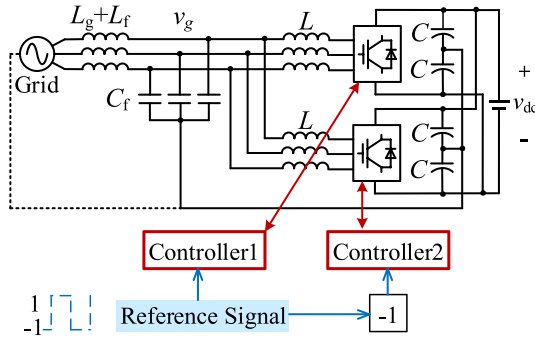 L_g+L_f
v_g
L
C
C
Grid
C_f
+
v_dc
-
L
C
C
Controller1
Controller2
1
-1
Reference Signal
-1